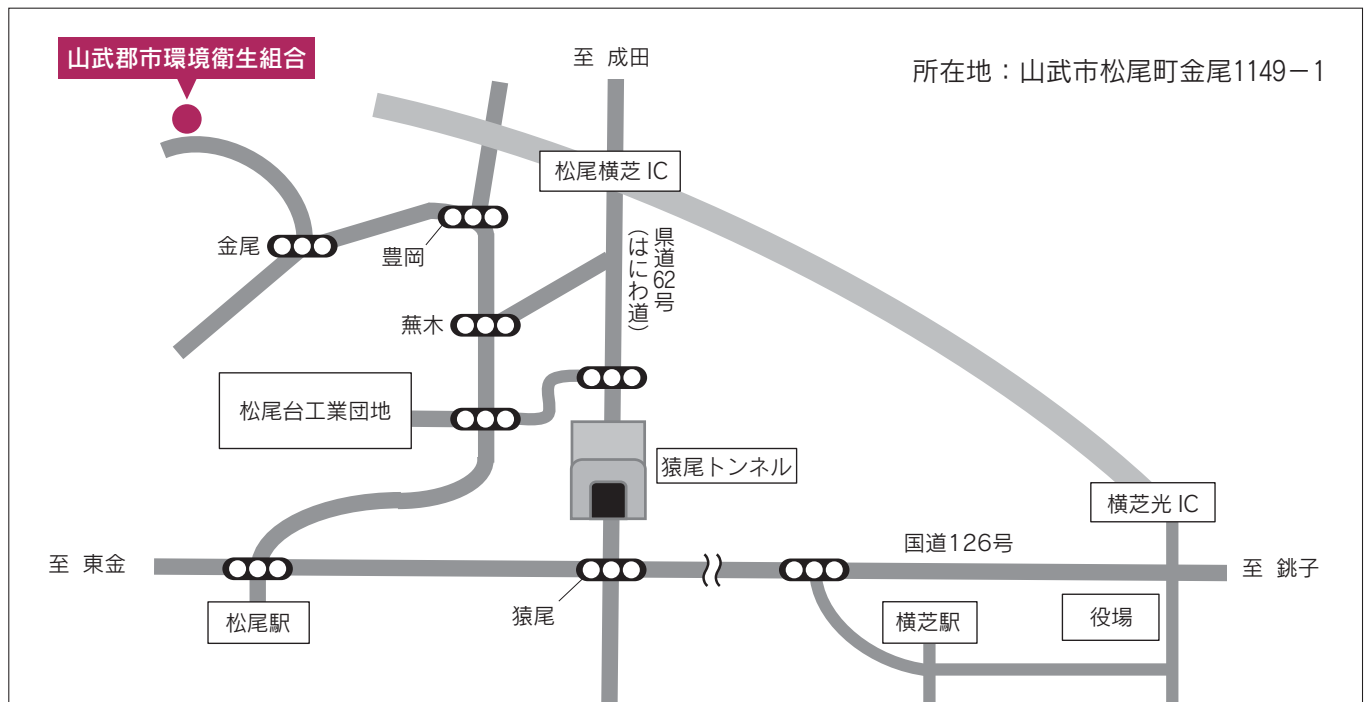 山武郡市環境衛生組合
至 成田
所在地：山武市松尾町金尾1149－1
松尾横芝 IC
県道62号
（はにわ道）
金尾
豊岡
蕪木
松尾台工業団地
猿尾トンネル
横芝光 IC
国道126号
至 東金
至 銚子
松尾駅
猿尾
横芝駅
役場